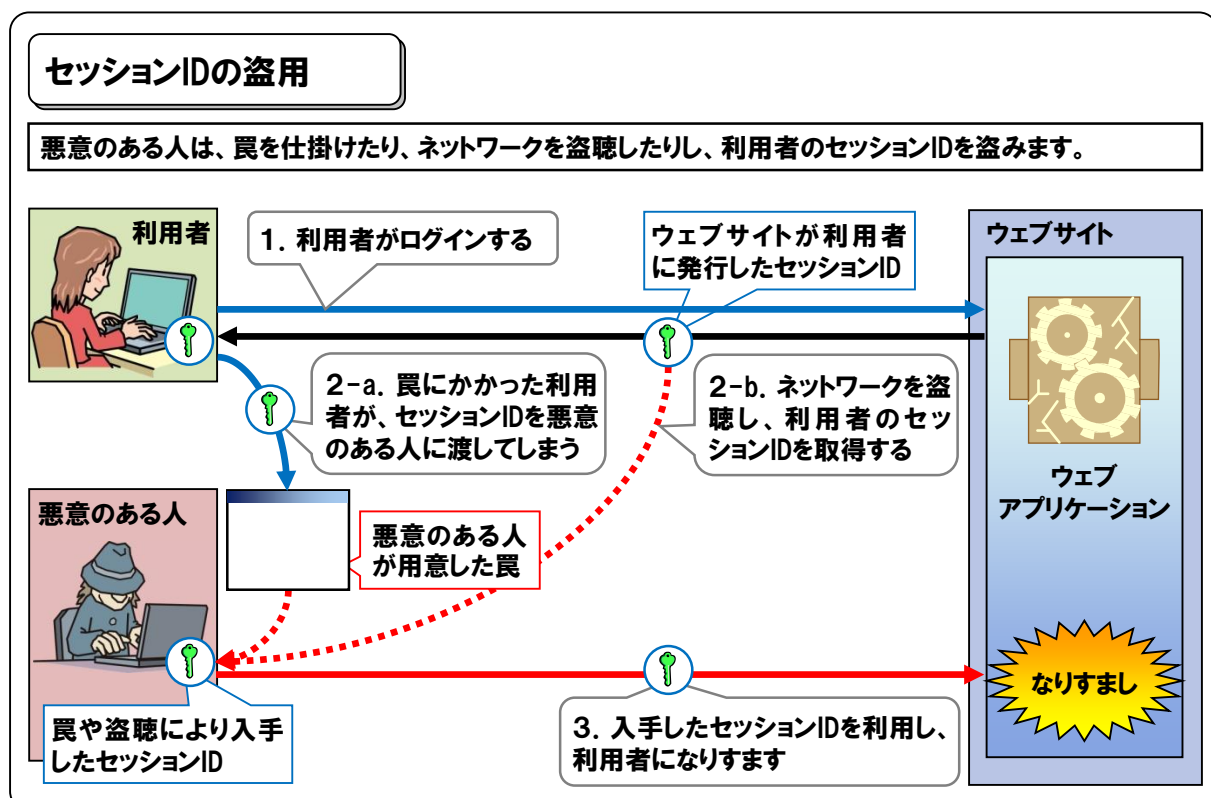 セッションIDの盗用
悪意のある人は、罠を仕掛けたり、ネットワークを盗聴したりし、利用者のセッションIDを盗みます。
利用者
1. 利用者がログインする
ウェブサイトが利用者
に発行したセッションID
ウェブサイト
2-a. 罠にかかった利用
者が、セッションIDを悪意
のある人に渡してしまう
2-b. ネットワークを盗
聴し、利用者のセッ
ションIDを取得する
ウェブ
アプリケーション
悪意のある人
悪意のある人
が用意した罠
なりすまし
罠や盗聴により入手
したセッションID
3. 入手したセッションIDを利用し、
利用者になりすます